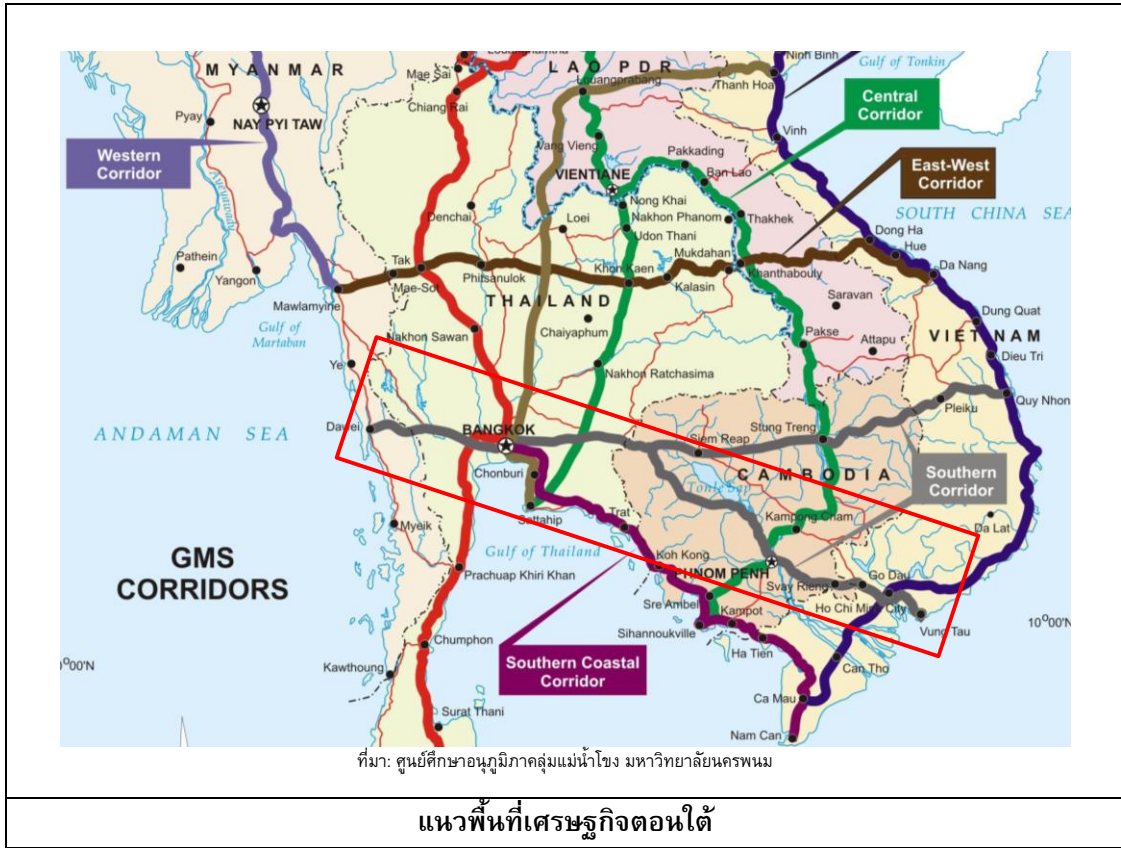 Ninh Binh
Gulf of Tonkin
MYANMAR
Mae Sai
LAO PDR
Louangprabang
Thanh Hoa
Chiang Rai
Central
Corridor
NAY PYI TAW
Pyay
Vinh
Western
Corridor
Vang Vieng
Pakkading
Ban Lao
East-West
Corridor
VIENTIANE
Nong Khai
Denchai
Loei
Nakhon Phanom
Thakhek
SOUTH CHINA SEA
Udon Thani
Dong Ha
Hue
Pathein
Yangon
Tak
Mae-Sot
Phitsanulok
Khon Kaen
Mukdahan
Khanthabouly
Kalasin
Da Nang
Mawlamyine
THAILAND
Saravan
Gulf of
Martaban
Nakhon Sawan
Chaiyaphum
Pakse
Attapu
Dung Quat
VIET NAM
Dieu Tri
Ye
Nakhon Ratchasima
Pleiku
Quy Nhon
ANDAMAN SEA
Dawei
BANGKOK
Siem Reap
Stung Treng
Chonburi
CAMBODIA
Tonle Sap
Southern
Corridor
Sattahip
Trat
Kampong Cham
Da Lat
Myeik
Gulf of Thailand
Koh Kong
PHNOM PENH
GMS
CORRIDORS
Prachuap Khiri Khan
Svay Rieng
Go Dau
Sre Ambel
Kampot
Ho Chi Minh City
Sihannoukville
Vung Tau
10°00'N
Chumphon
Ha Tien
Can Tho
Kawthoung
Southern Coastal
Corridor
Ca Mau
Surat Thani
Nam Can
ที่มา: ศูนย์ศึกษาอนุภูมิภาคลุ่มแม่น้ำโขง มหาวิทยาลัยนครพนม
แนวพื้นที่เศรษฐกิจตอนใต้